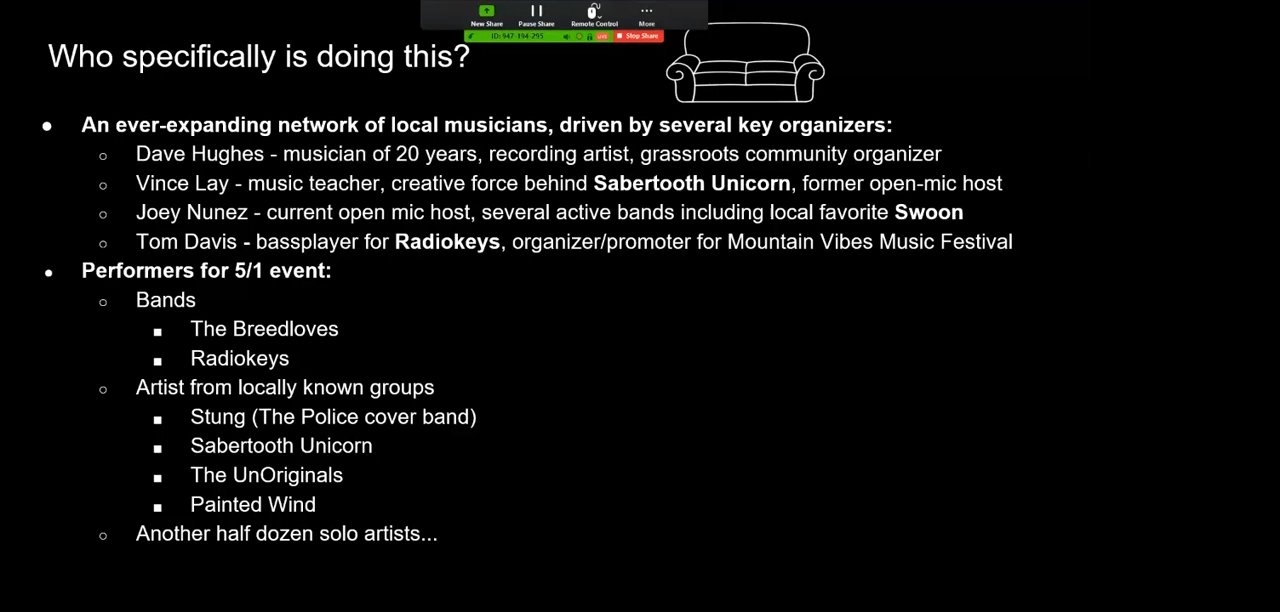 New Share Pause Share Remote Control More
ID: 947-194-295 LIVE Stop Share
Who specifically is doing this?
● An ever-expanding network of local musicians, driven by several key organizers:
○ Dave Hughes - musician of 20 years, recording artist, grassroots community organizer
○ Vince Lay - music teacher, creative force behind Sabertooth Unicorn, former open-mic host
○ Joey Nunez - current open mic host, several active bands including local favorite Swoon
○ Tom Davis - bassplayer for Radiokeys, organizer/promoter for Mountain Vibes Music Festival
● Performers for 5/1 event:
○ Bands
■ The Breedloves
■ Radiokeys
○ Artist from locally known groups
■ Stung (The Police cover band)
■ Sabertooth Unicorn
■ The UnOriginals
■ Painted Wind
○ Another half dozen solo artists...